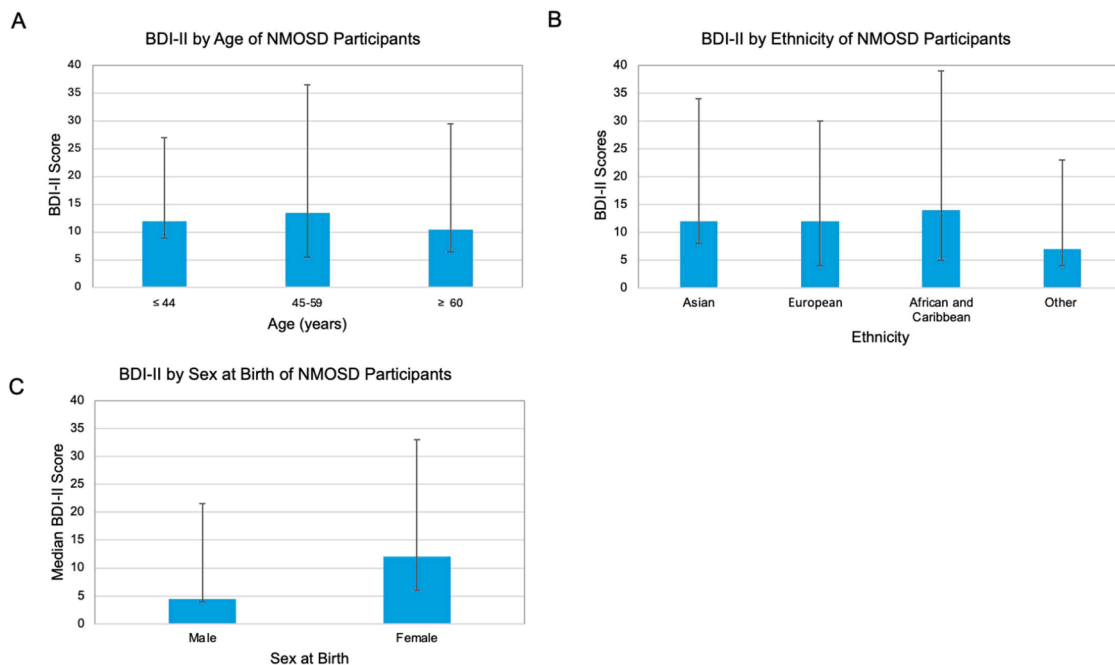 A
BDI-II by Age of NMOSD Participants
40
35
30
25
20
15
10
5
0
BDI-II Score
≤ 44
45-59
≥ 60
Age (years)
B
BDI-II by Ethnicity of NMOSD Participants
40
35
30
25
20
15
10
5
0
BDI-II Scores
Asian
European
African and
Caribbean
Other
Ethnicity
C
BDI-II by Sex at Birth of NMOSD Participants
40
35
30
25
20
15
10
5
0
Median BDI-II Score
Male
Female
Sex at Birth